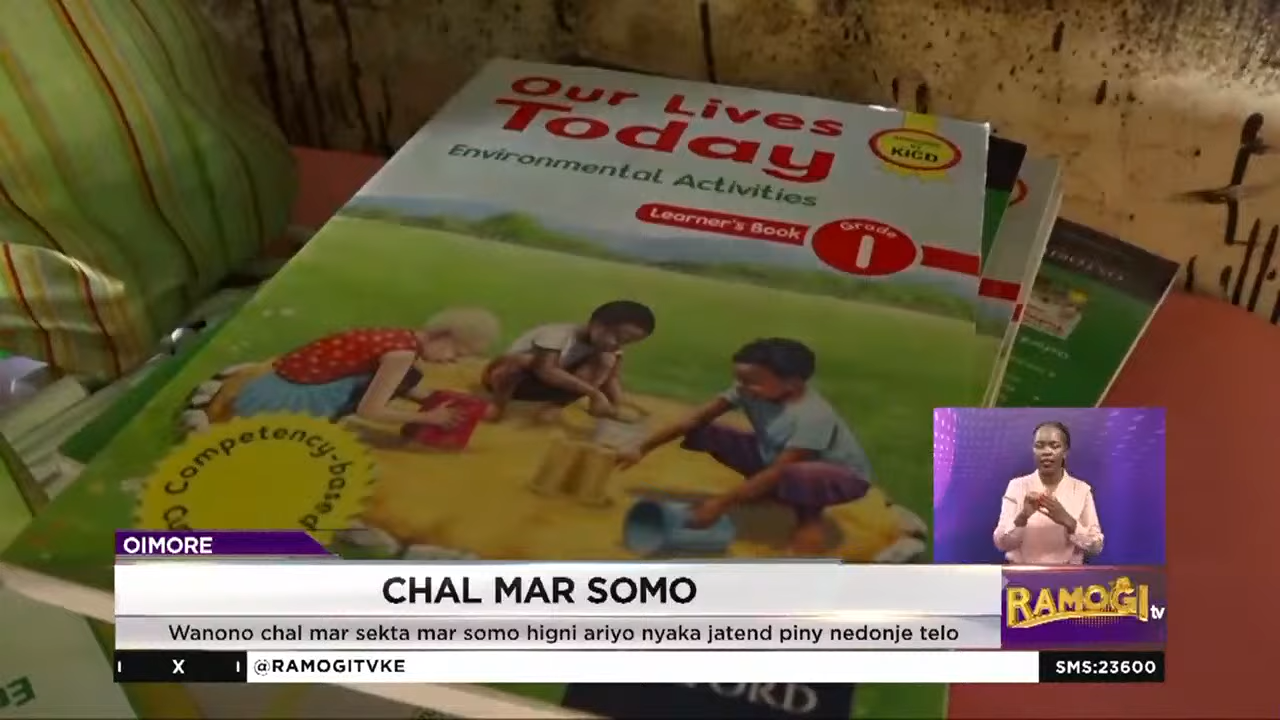 Our Lives
Today
KICD
Environmental Activities
Learner's Book
Grade
1
Competency-based
OIMORE
CHAL MAR SOMO
RAMOGI tv
Wanono chal mar sekta mar somo higni ariyo nyaka jatend piny nedonje telo
X
@RAMOGITVKE
SMS:23600